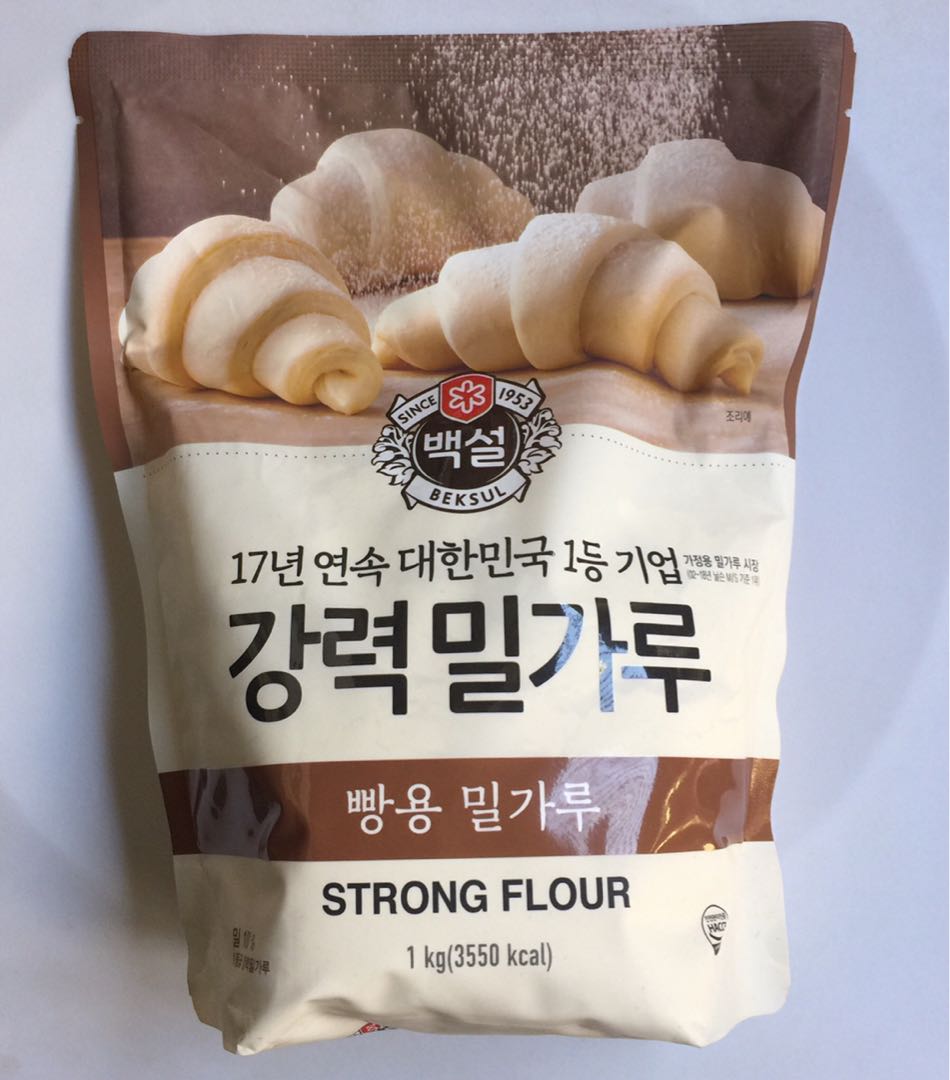 조리예
SINCE 1953
백설
BEKSUL
17년 연속 대한민국 1등 기업
가정용 밀가루 시장
강력 밀가루
빵용 밀가루
STRONG FLOUR
1 kg(3550 kcal)